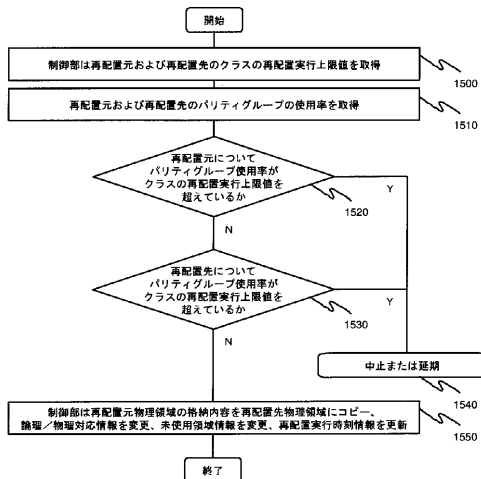 開始
制御部は再配置元および再配置先のクラスの再配置実行上限値を取得
1500
再配置元および再配置先のパリティグループの使用率を取得
1510
再配置元について
パリティグループ使用率が
クラスの再配置実行上限値を
超えているか
Y
1520
N
再配置先について
パリティグループ使用率が
クラスの再配置実行上限値を
超えているか
Y
1530
N
中止または延期
1540
制御部は再配置元物理領域の格納内容を再配置先物理領域にコピー、
論理／物理対応情報を変更、未使用領域情報を変更、再配置実行時刻情報を更新
1550
終了